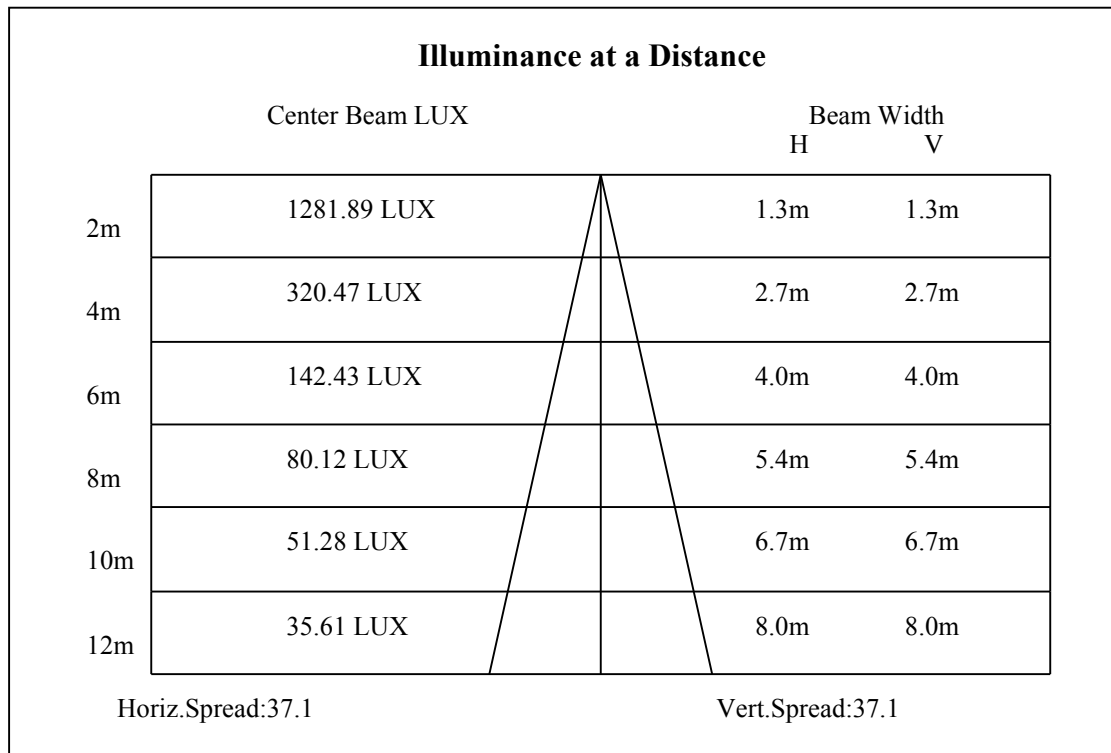 Illuminance at a Distance
Center Beam LUX Beam Width
H V
2m 1281.89 LUX 1.3m 1.3m
4m 320.47 LUX 2.7m 2.7m
6m 142.43 LUX 4.0m 4.0m
8m 80.12 LUX 5.4m 5.4m
10m 51.28 LUX 6.7m 6.7m
12m 35.61 LUX 8.0m 8.0m
Horiz.Spread:37.1 Vert.Spread:37.1